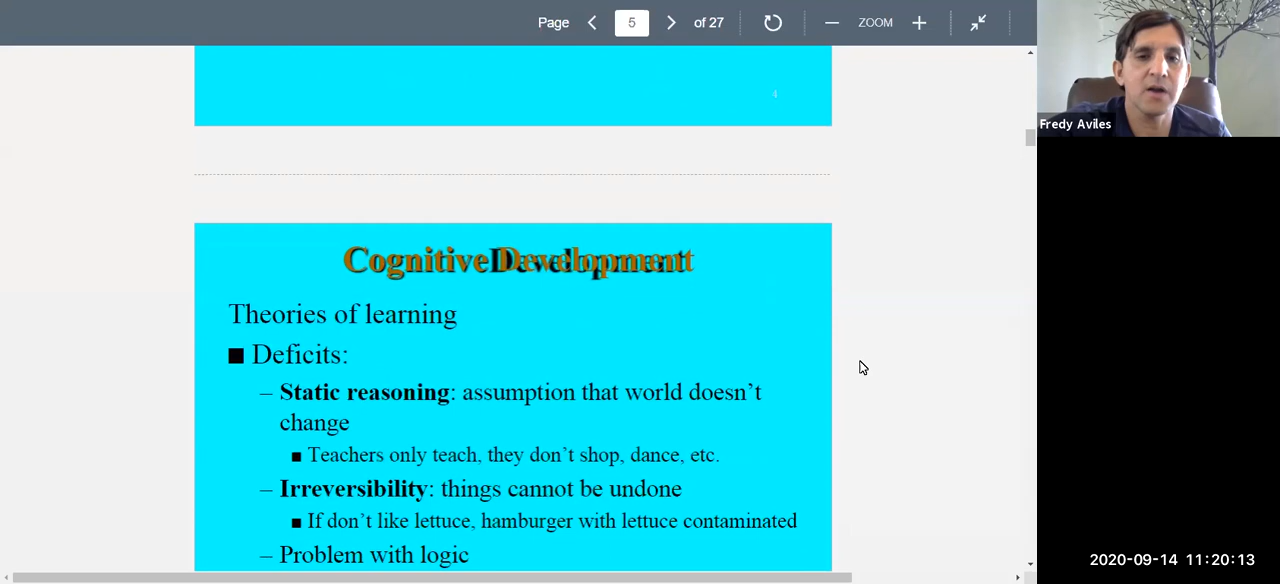 Page 5 of 27 ZOOM
Fredy Aviles
4
Cognitive Development
Theories of learning
■ Deficits:
– Static reasoning: assumption that world doesn't
change
■ Teachers only teach, they don't shop, dance, etc.
– Irreversibility: things cannot be undone
■ If don't like lettuce, hamburger with lettuce contaminated
– Problem with logic
2020-09-14 11:20:13